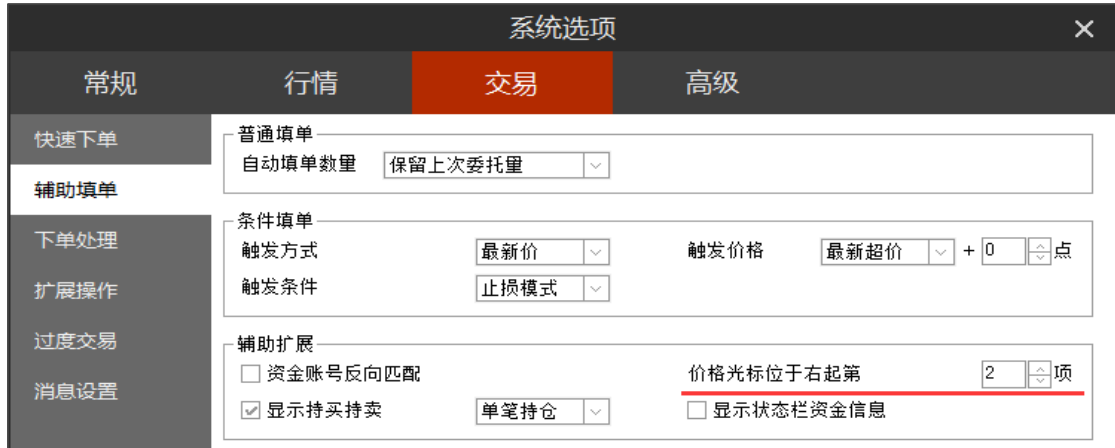 系统选项
常规 行情 交易 高级
快速下单
辅助填单
下单处理
扩展操作
过度交易
消息设置
普通填单
自动填单数量 保留上次委托量
条件填单
触发方式 最新价 触发价格 最新超价 + 0 点
触发条件 止损模式
辅助扩展
资金账号反向匹配 价格光标位于右起第 2 项
显示持买持卖 单笔持仓 显示状态栏资金信息